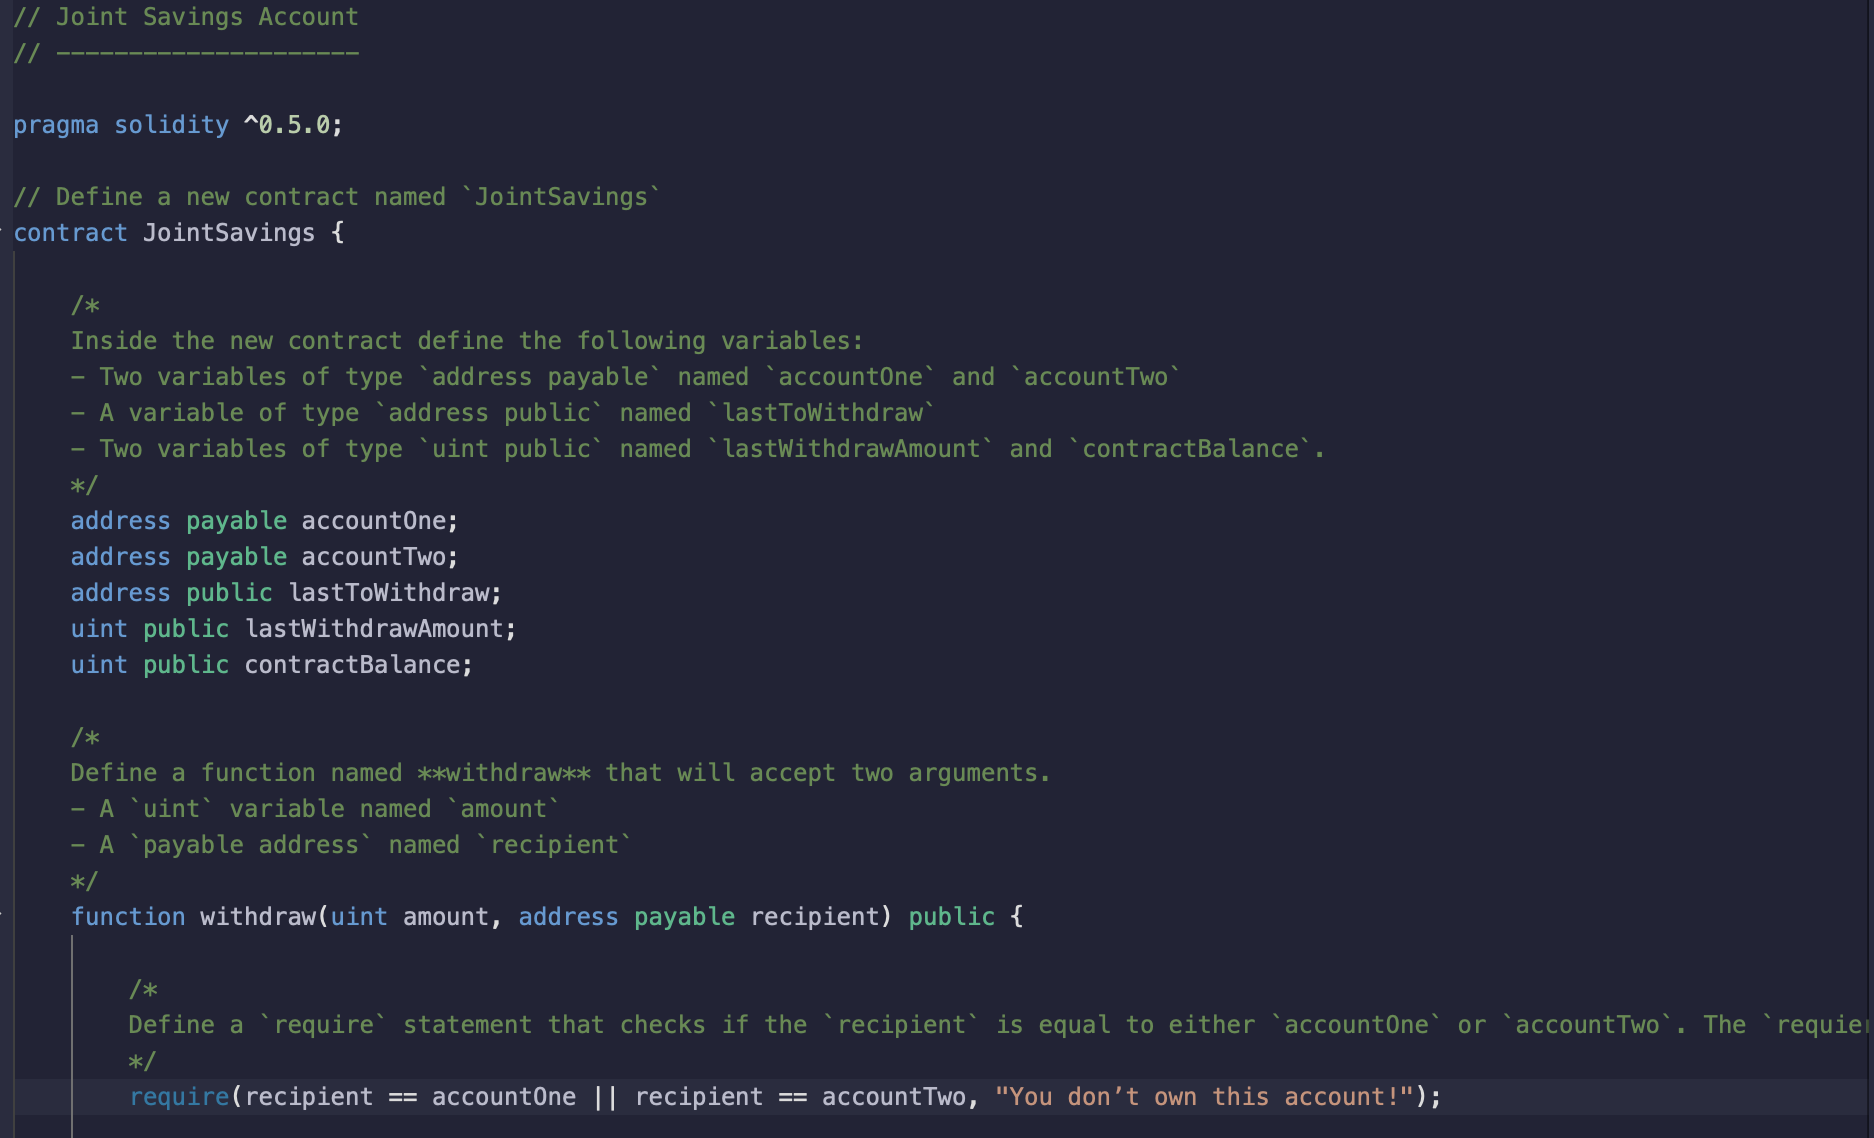 // Joint Savings Account
// ---------------------
pragma solidity ^0.5.0;
// Define a new contract named `JointSavings`
contract JointSavings {
/*
Inside the new contract define the following variables:
- Two variables of type `address payable` named `accountOne` and `accountTwo`
- A variable of type `address public` named `lastToWithdraw`
- Two variables of type `uint public` named `lastWithdrawAmount` and `contractBalance`.
*/
address payable accountOne;
address payable accountTwo;
address public lastToWithdraw;
uint public lastWithdrawAmount;
uint public contractBalance;
/*
Define a function named **withdraw** that will accept two arguments.
- A `uint` variable named `amount`
- A `payable address` named `recipient`
*/
function withdraw(uint amount, address payable recipient) public {
/*
Define a `require` statement that checks if the `recipient` is equal to either `accountOne` or `accountTwo`. The `requier
*/
require(recipient == accountOne || recipient == accountTwo, "You don’t own this account!");